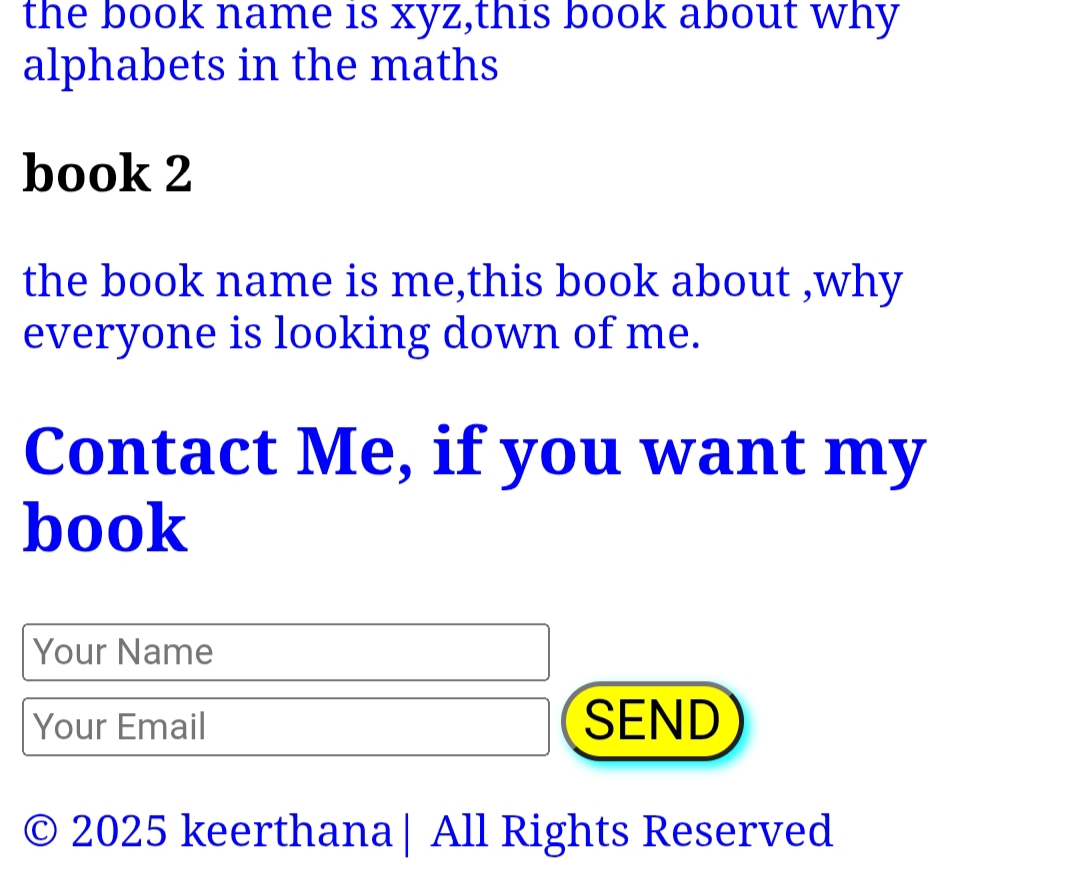 the book name is xyz,this book about why
alphabets in the maths
book 2
the book name is me,this book about ,why
everyone is looking down of me.
Contact Me, if you want my
book
Your Name
Your Email
SEND
© 2025 keerthana| All Rights Reserved